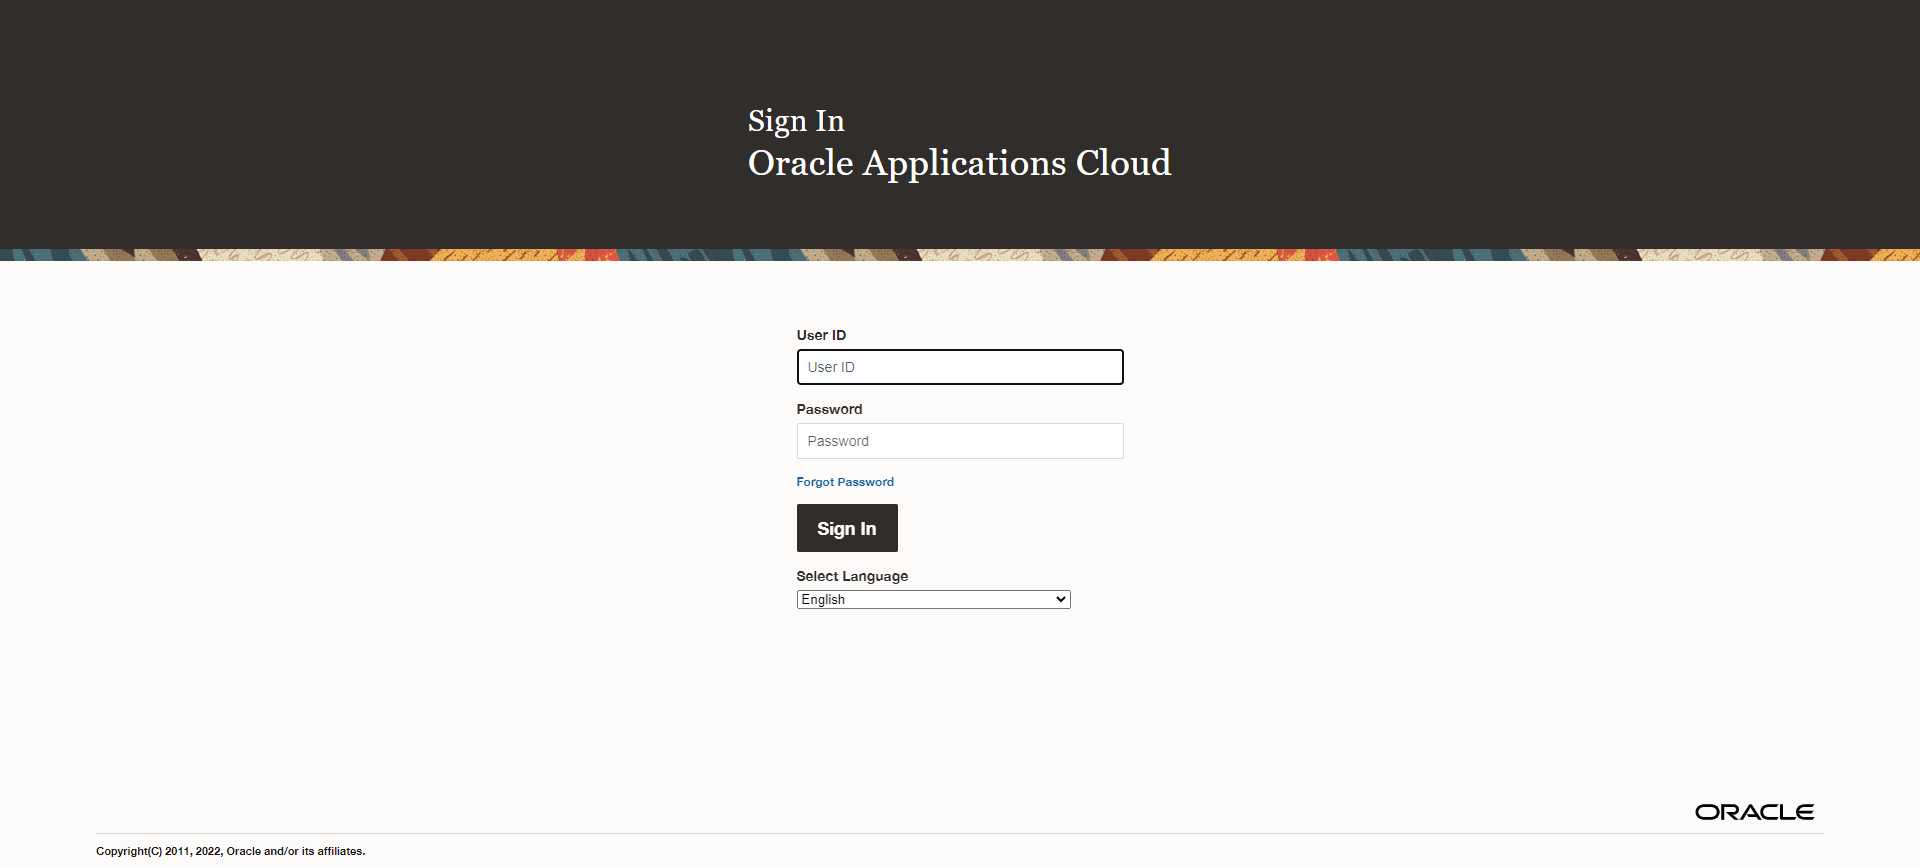 Sign In
Oracle Applications Cloud
User ID
User ID
Password
Password
Forgot Password
Sign In
Select Language
English
ORACLE
Copyright(C) 2011, 2022, Oracle and/or its affiliates.